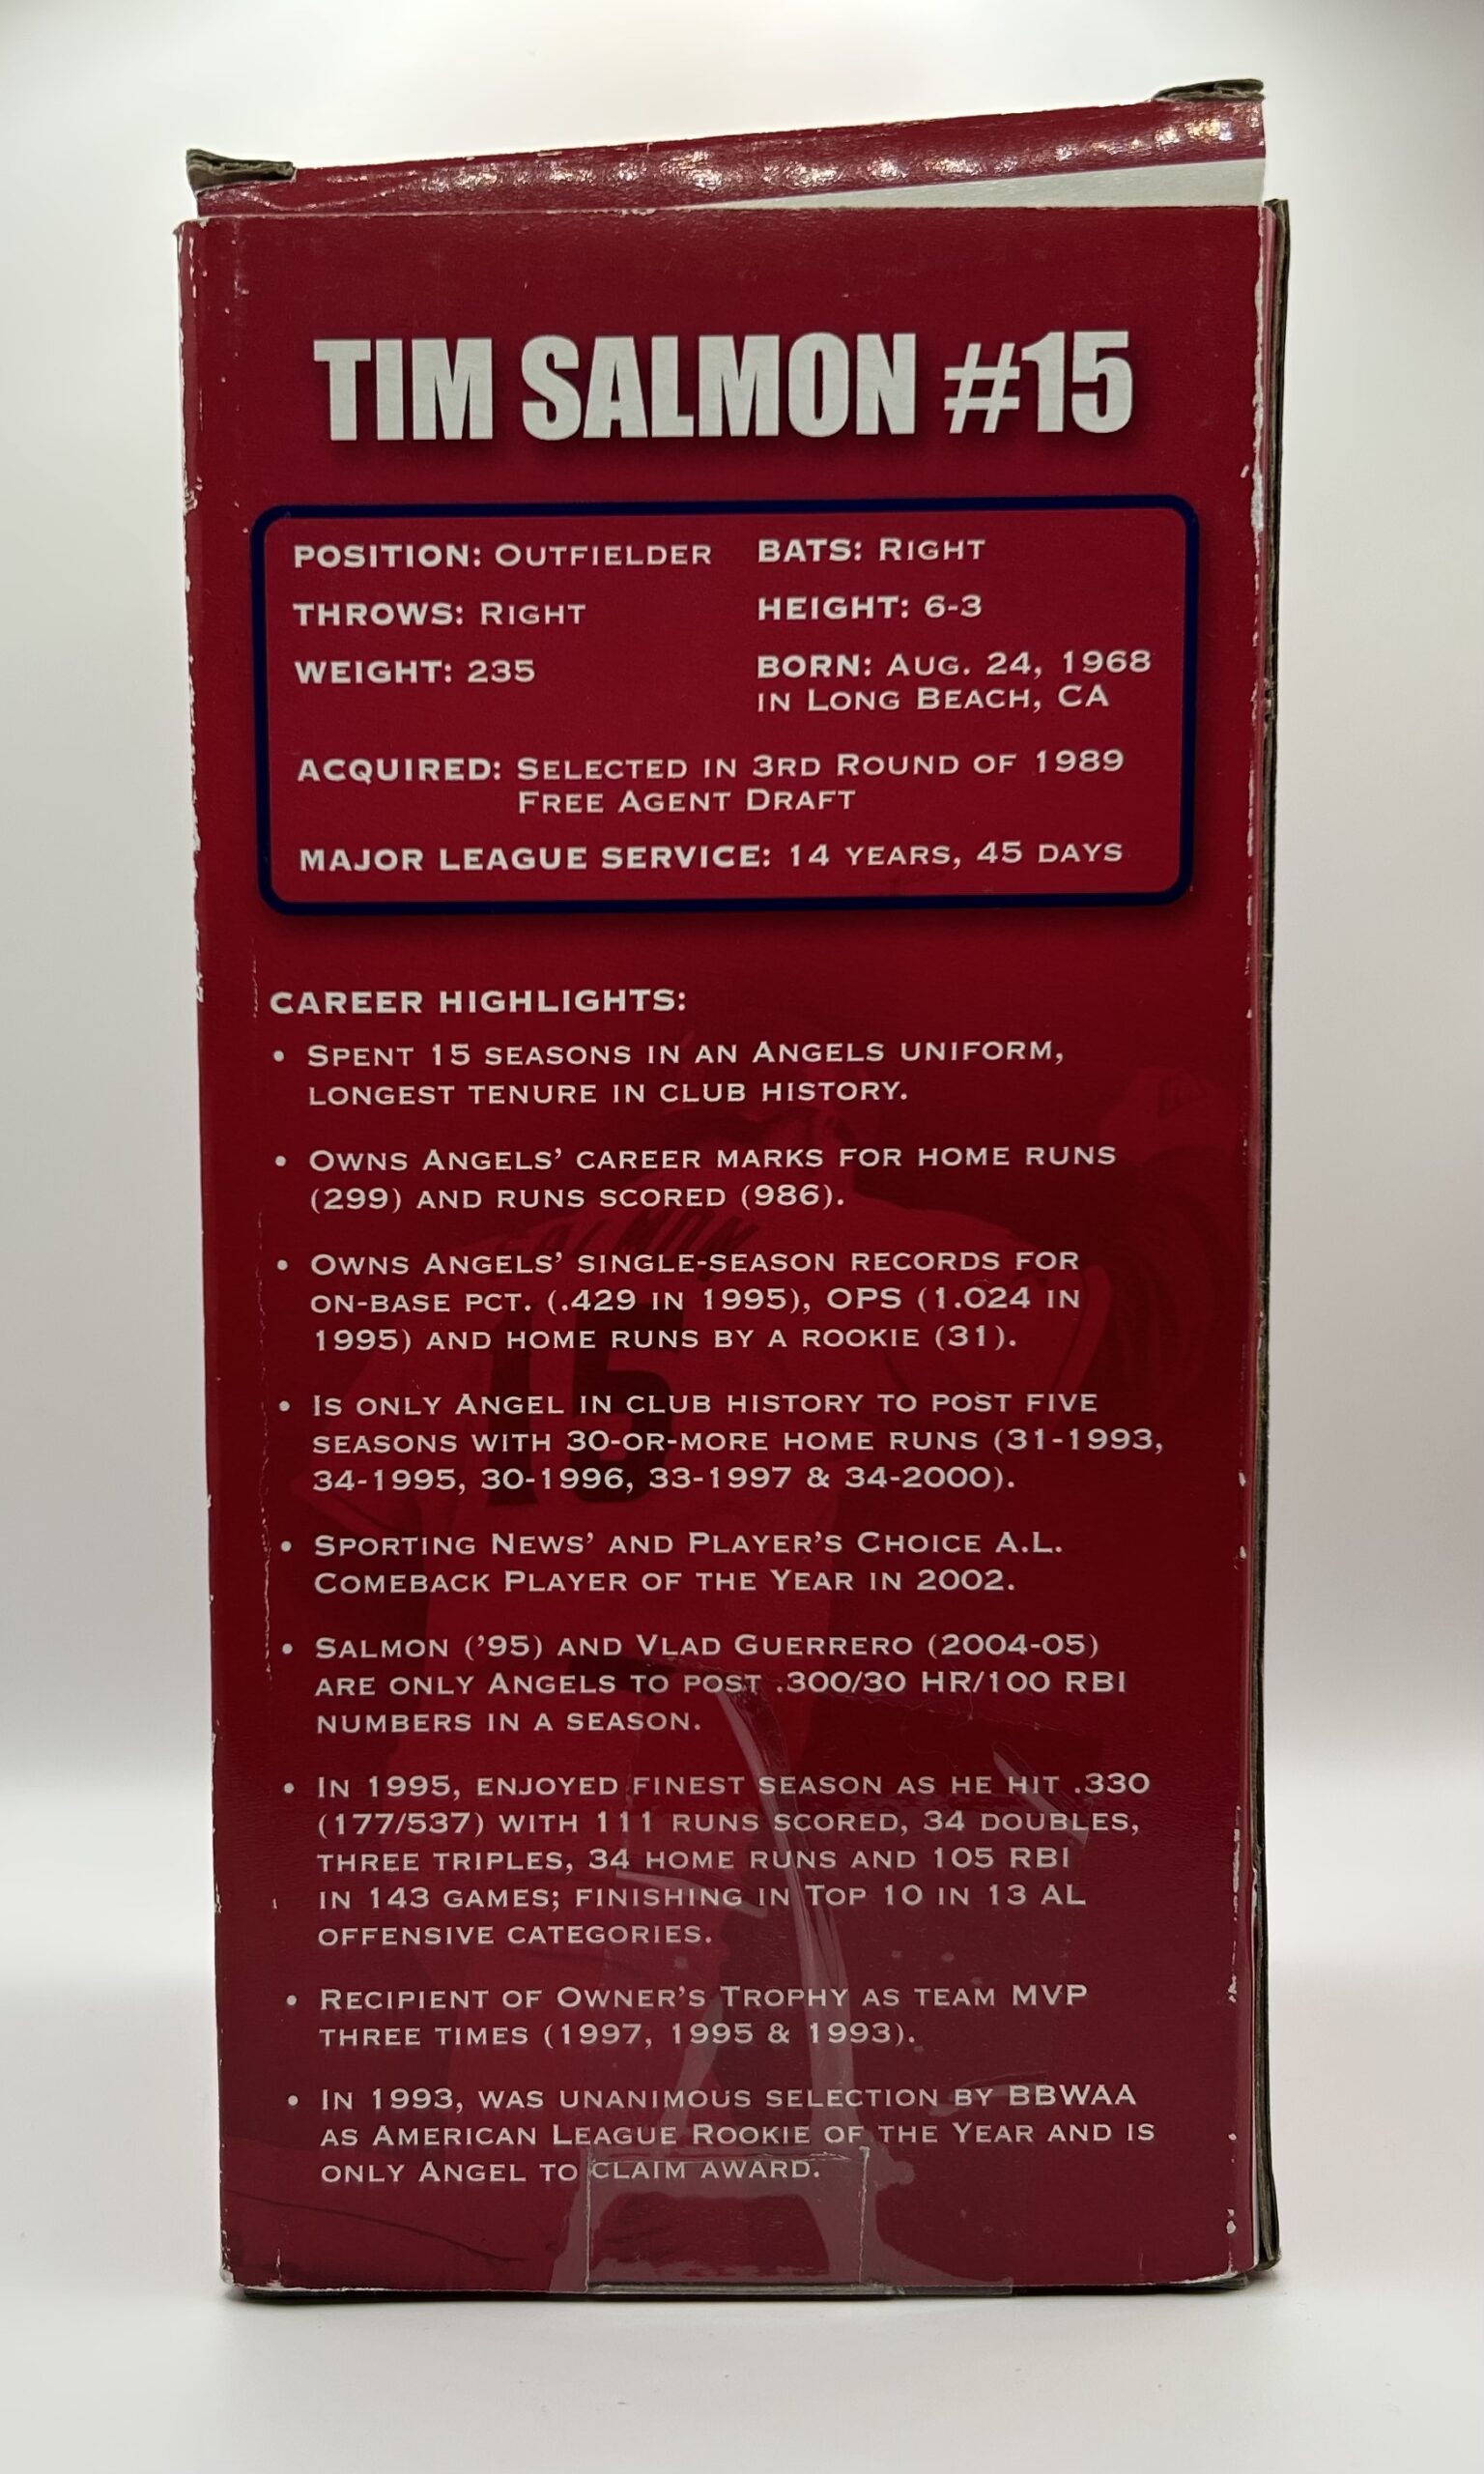 TIM SALMON #15
POSITION: OUTFIELDER BATS: RIGHT
THROWS: RIGHT HEIGHT: 6-3
WEIGHT: 235 BORN: AUG. 24, 1968
IN LONG BEACH, CA
ACQUIRED: SELECTED IN 3RD ROUND OF 1989
FREE AGENT DRAFT
MAJOR LEAGUE SERVICE: 14 YEARS, 45 DAYS
CAREER HIGHLIGHTS:
• SPENT 15 SEASONS IN AN ANGELS UNIFORM,
LONGEST TENURE IN CLUB HISTORY.
• OWNS ANGELS' CAREER MARKS FOR HOME RUNS
(299) AND RUNS SCORED (986).
• OWNS ANGELS' SINGLE-SEASON RECORDS FOR
ON-BASE PCT. (.429 IN 1995), OPS (1.024 IN
1995) AND HOME RUNS BY A ROOKIE (31).
• IS ONLY ANGEL IN CLUB HISTORY TO POST FIVE
SEASONS WITH 30-OR-MORE HOME RUNS (31-1993,
34-1995, 30-1996, 33-1997 & 34-2000).
• SPORTING NEWS' AND PLAYER'S CHOICE A.L.
COMEBACK PLAYER OF THE YEAR IN 2002.
• SALMON ('95) AND VLAD GUERRERO (2004-05)
ARE ONLY ANGELS TO POST .300/30 HR/100 RBI
NUMBERS IN A SEASON.
• IN 1995, ENJOYED FINEST SEASON AS HE HIT .330
(177/537) WITH 111 RUNS SCORED, 34 DOUBLES,
THREE TRIPLES, 34 HOME RUNS AND 105 RBI
IN 143 GAMES; FINISHING IN TOP 10 IN 13 AL
OFFENSIVE CATEGORIES.
• RECIPIENT OF OWNER'S TROPHY AS TEAM MVP
THREE TIMES (1997, 1995 & 1993).
• IN 1993, WAS UNANIMOUS SELECTION BY BBWAA
AS AMERICAN LEAGUE ROOKIE OF THE YEAR AND IS
ONLY ANGEL TO CLAIM AWARD.
SALMON
15